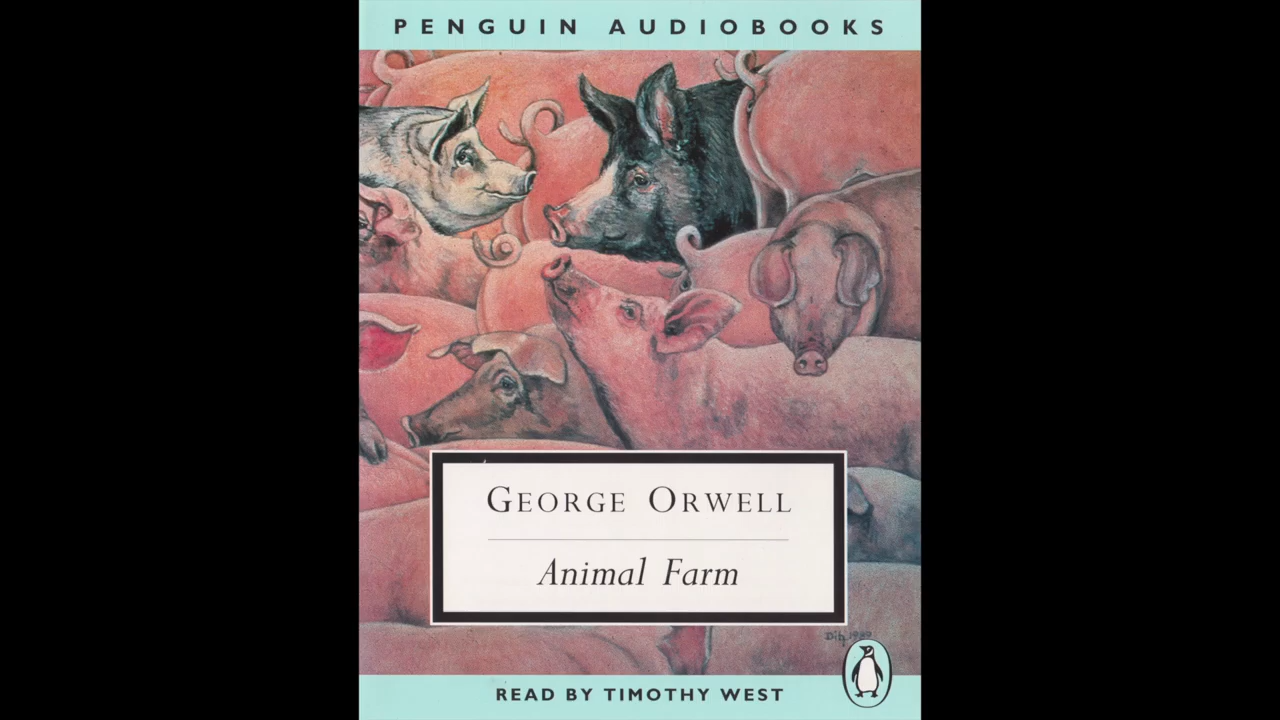 PENGUIN AUDIOBOOKS
GEORGE ORWELL
Animal Farm
READ BY TIMOTHY WEST